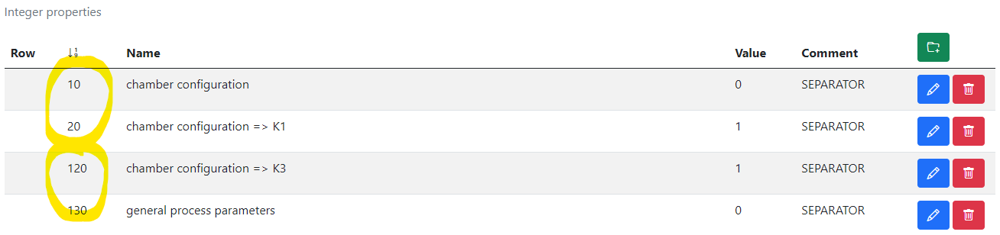 Integer properties
Row Name Value Comment
10 chamber configuration 0 SEPARATOR
20 chamber configuration => K1 1 SEPARATOR
120 chamber configuration => K3 1 SEPARATOR
130 general process parameters 0 SEPARATOR